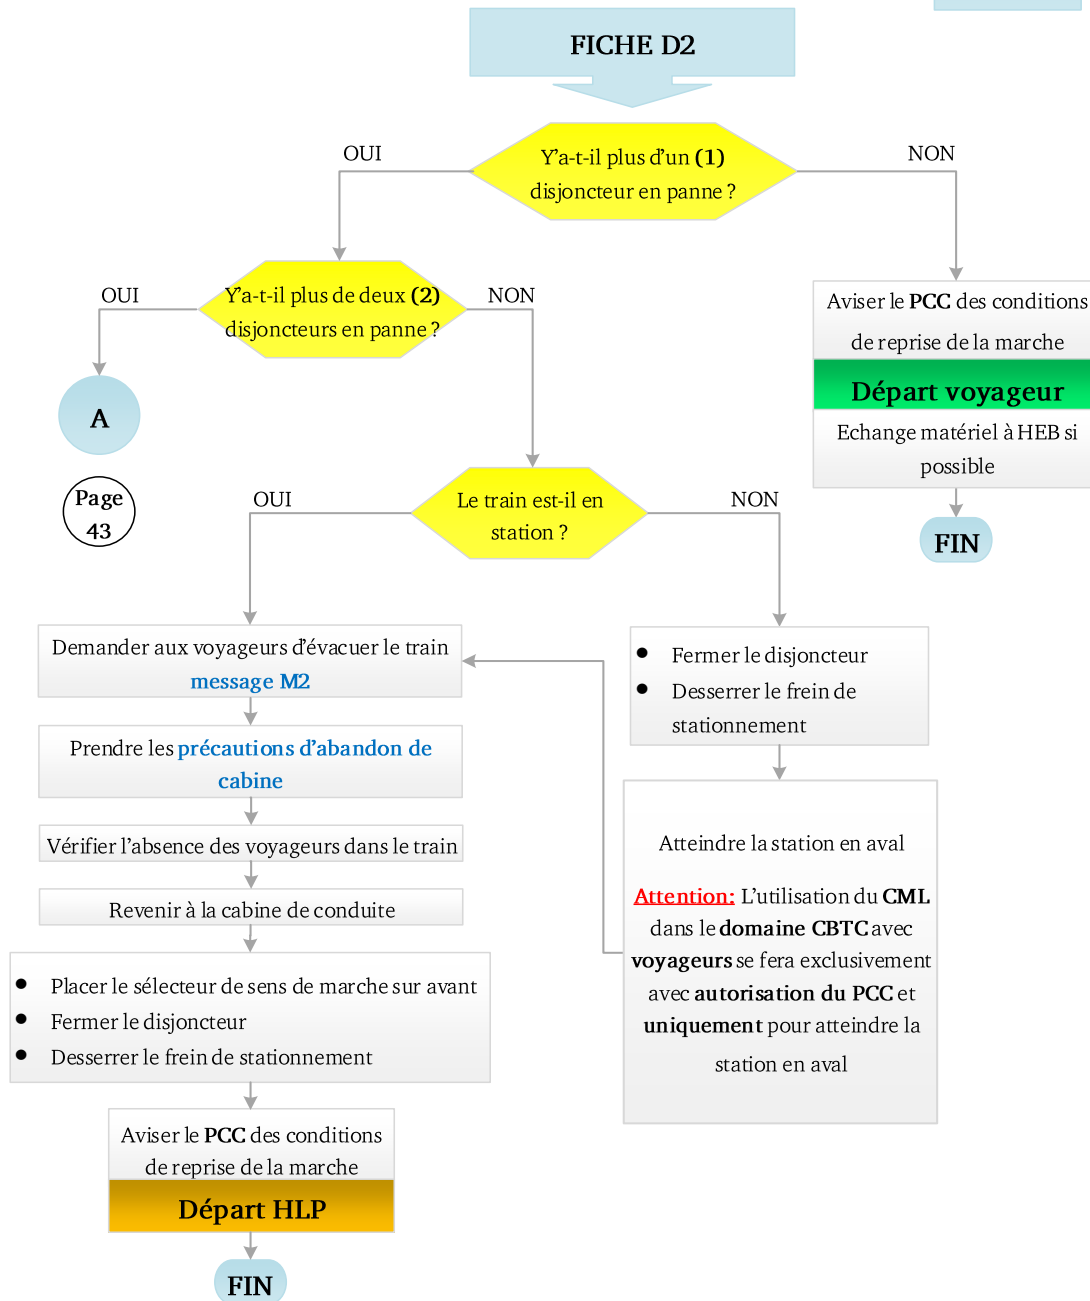 FICHE D2
OUI
Y'a-t-il plus d'un (1)
disjoncteur en panne ?
NON
OUI
Y'a-t-il plus de deux (2)
disjoncteurs en panne ?
NON
Aviser le PCC des conditions
de reprise de la marche
Départ voyageur
Echange matériel à HEB si
possible
FIN
A
Page
43
OUI
Le train est-il en
station ?
NON
Demander aux voyageurs d'évacuer le train
message M2
Prendre les précautions d'abandon de
cabine
Vérifier l'absence des voyageurs dans le train
Revenir à la cabine de conduite
• Placer le sélecteur de sens de marche sur avant
• Fermer le disjoncteur
• Desserrer le frein de stationnement
Aviser le PCC des conditions
de reprise de la marche
Départ HLP
FIN
• Fermer le disjoncteur
• Desserrer le frein de
stationnement
Atteindre la station en aval
Attention: L'utilisation du CML
dans le domaine CBTC avec
voyageurs se fera exclusivement
avec autorisation du PCC et
uniquement pour atteindre la
station en aval